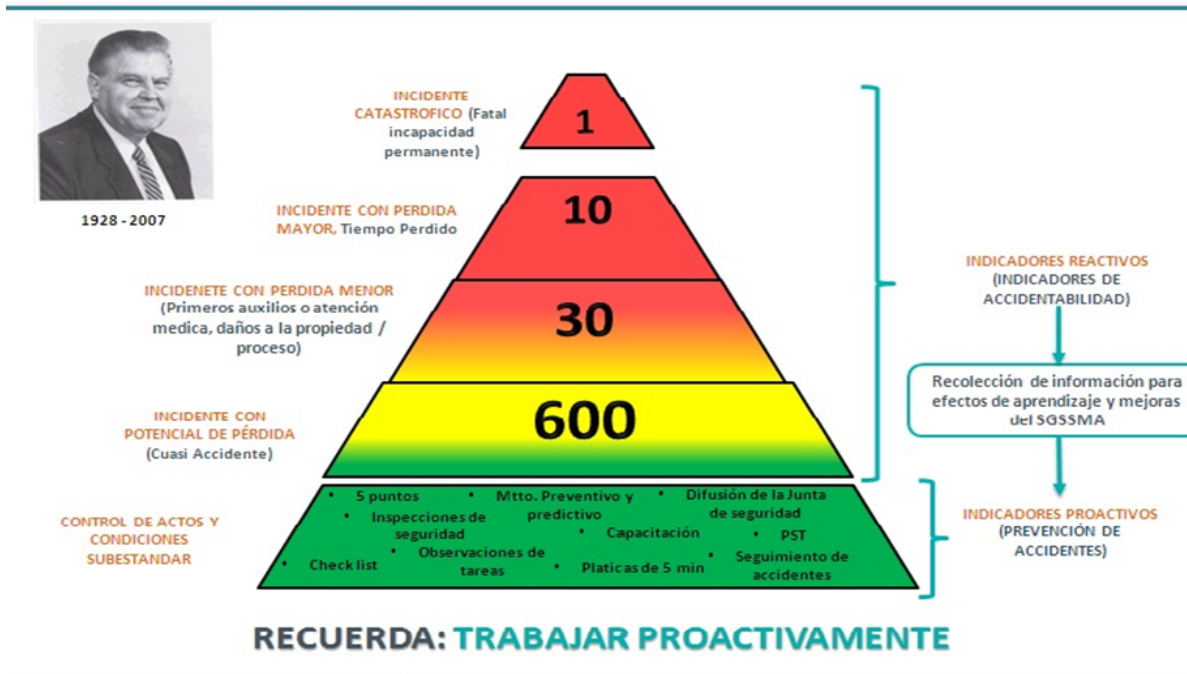 1928 - 2007
INCIDENTE
CATASTROFICO (Fatal
incapacidad
permanente)
1
INCIDENTE CON PERDIDA
MAYOR, Tiempo Perdido
10
INCIDENETE CON PERDIDA MENOR
(Primeros auxilios o atención
medica, daños a la propiedad /
proceso)
30
INCIDENTE CON
POTENCIAL DE PÉRDIDA
(Cuasi Accidente)
600
CONTROL DE ACTOS Y
CONDICIONES
SUBESTANDAR
• 5 puntos
• Mtto. Preventivo y
predictivo
• Difusión de la Junta
de seguridad
• Inspecciones de
seguridad
• Capacitación
• PST
• Check list
• Observaciones de
tareas
• Platicas de 5 min
• Seguimiento de
accidentes
INDICADORES REACTIVOS
(INDICADORES DE
ACCIDENTABILIDAD)
Recolección de información para
efectos de aprendizaje y mejoras
del SGSSMA
INDICADORES PROACTIVOS
(PREVENCIÓN DE
ACCIDENTES)
RECUERDA: TRABAJAR PROACTIVAMENTE